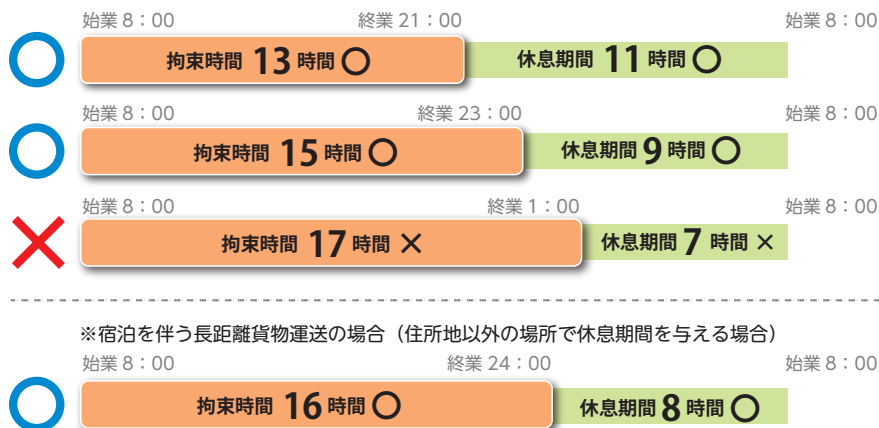 始業 8：00 終業 21：00 始業 8：00
拘束時間 13 時間 ○ 休息期間 11 時間 ○
始業 8：00 終業 23：00 始業 8：00
拘束時間 15 時間 ○ 休息期間 9 時間 ○
始業 8：00 終業 1：00 始業 8：00
拘束時間 17 時間 × 休息期間 7 時間 ×
※宿泊を伴う長距離貨物運送の場合（住所地以外の場所で休息期間を与える場合）
始業 8：00 終業 24：00 始業 8：00
拘束時間 16 時間 ○ 休息期間 8 時間 ○